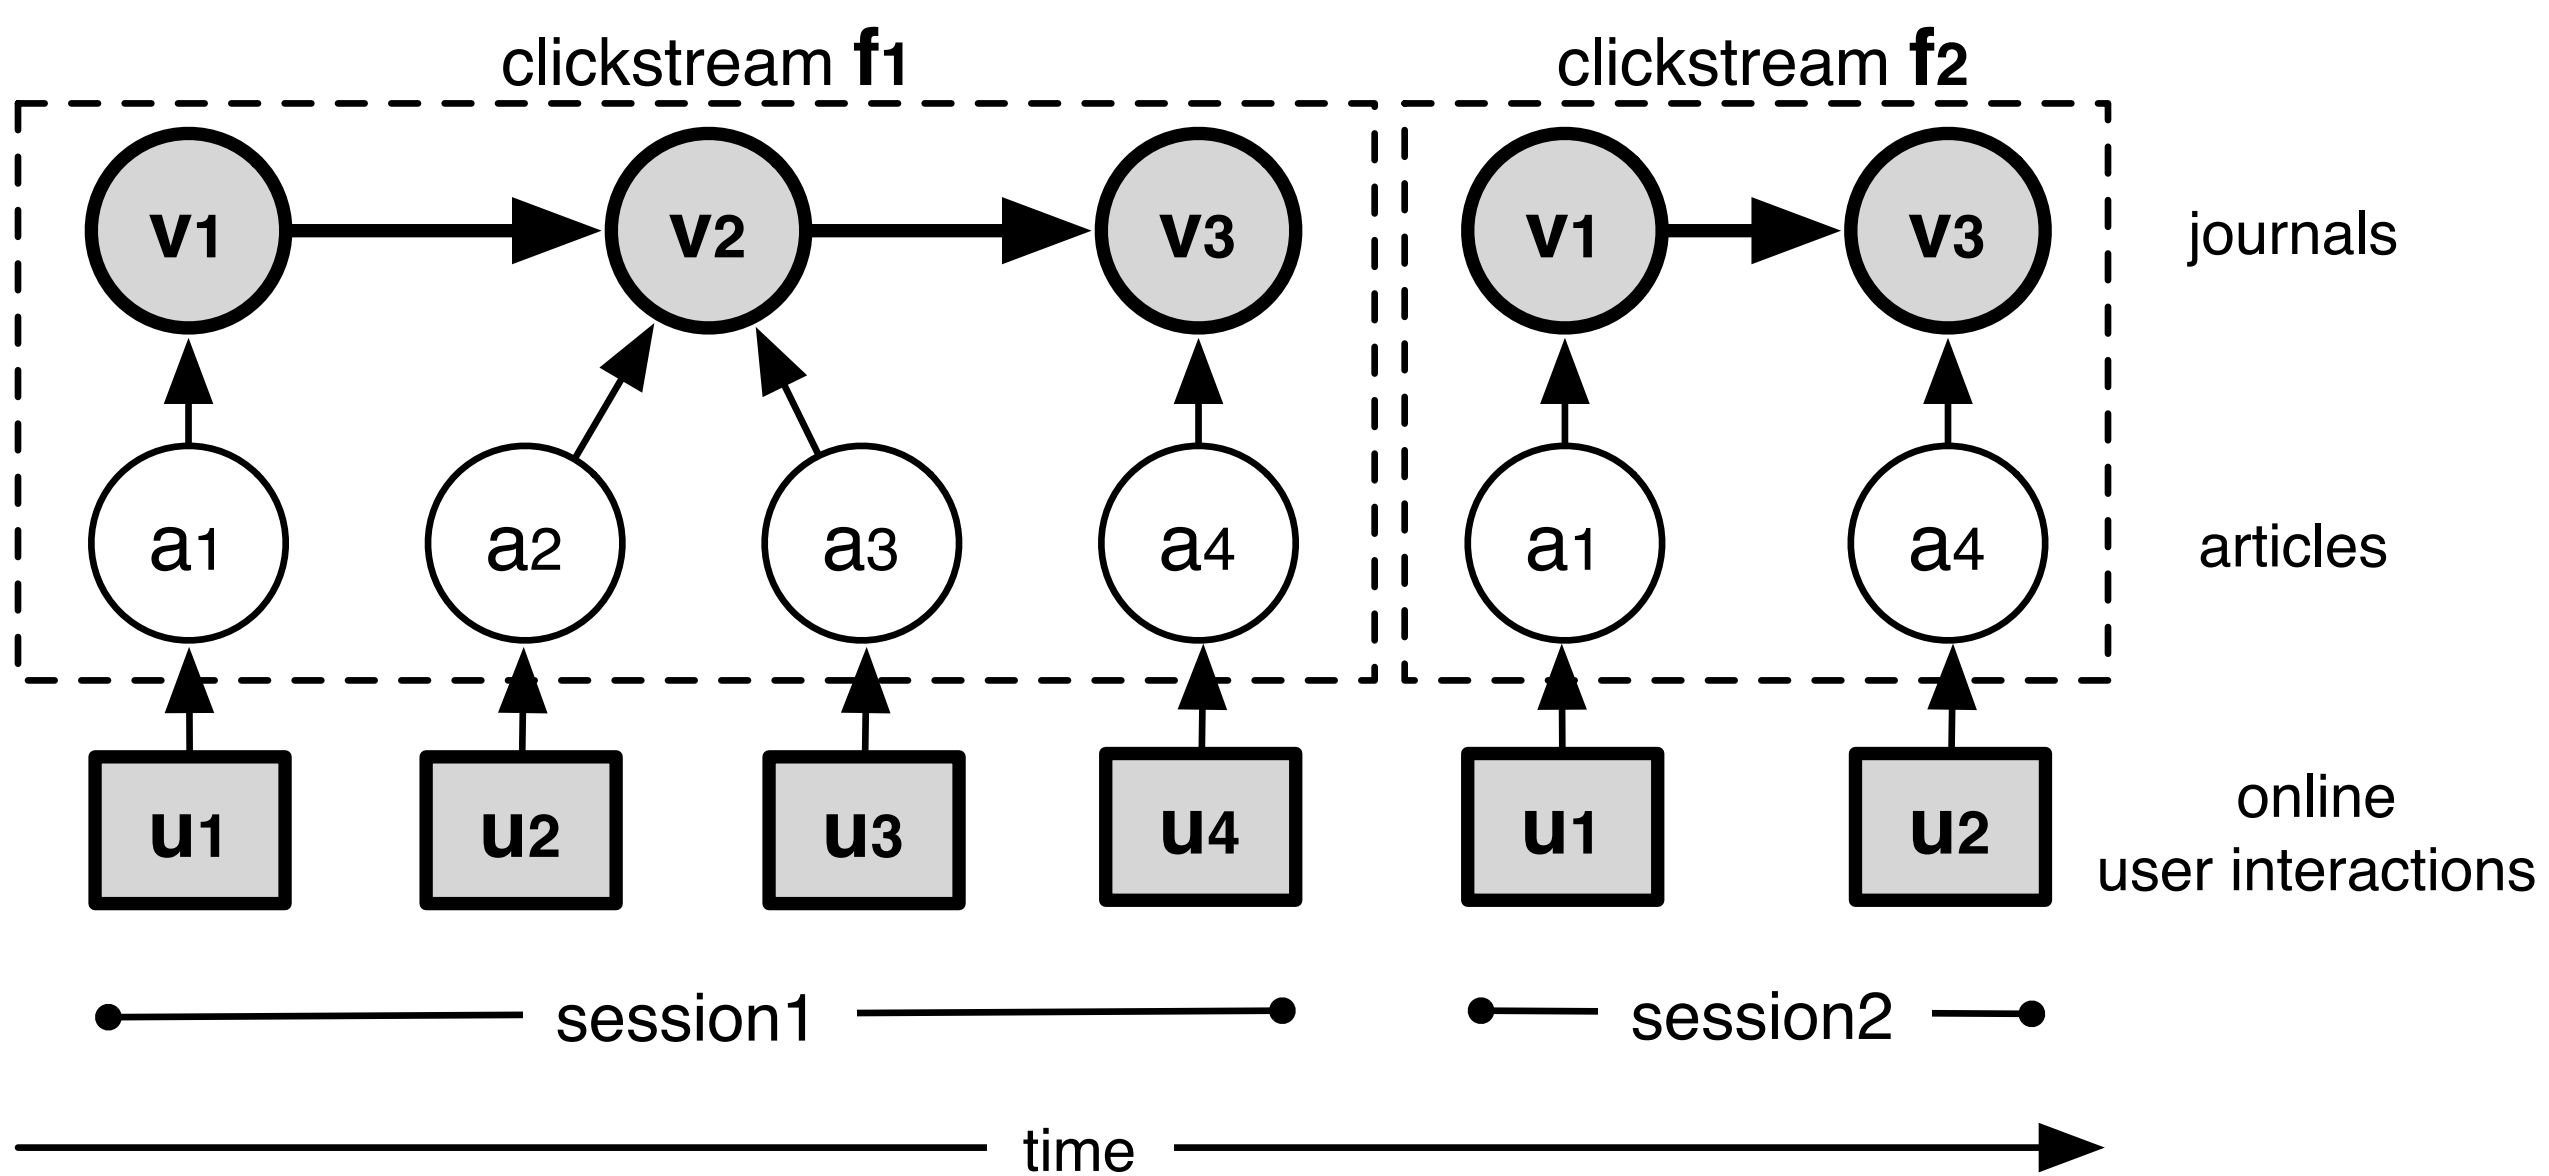 clickstream f1
clickstream f2
v1
v2
v3
v1
v3
journals
a1
a2
a3
a4
a1
a4
articles
u1
u2
u3
u4
u1
u2
online
user interactions
session1
session2
time